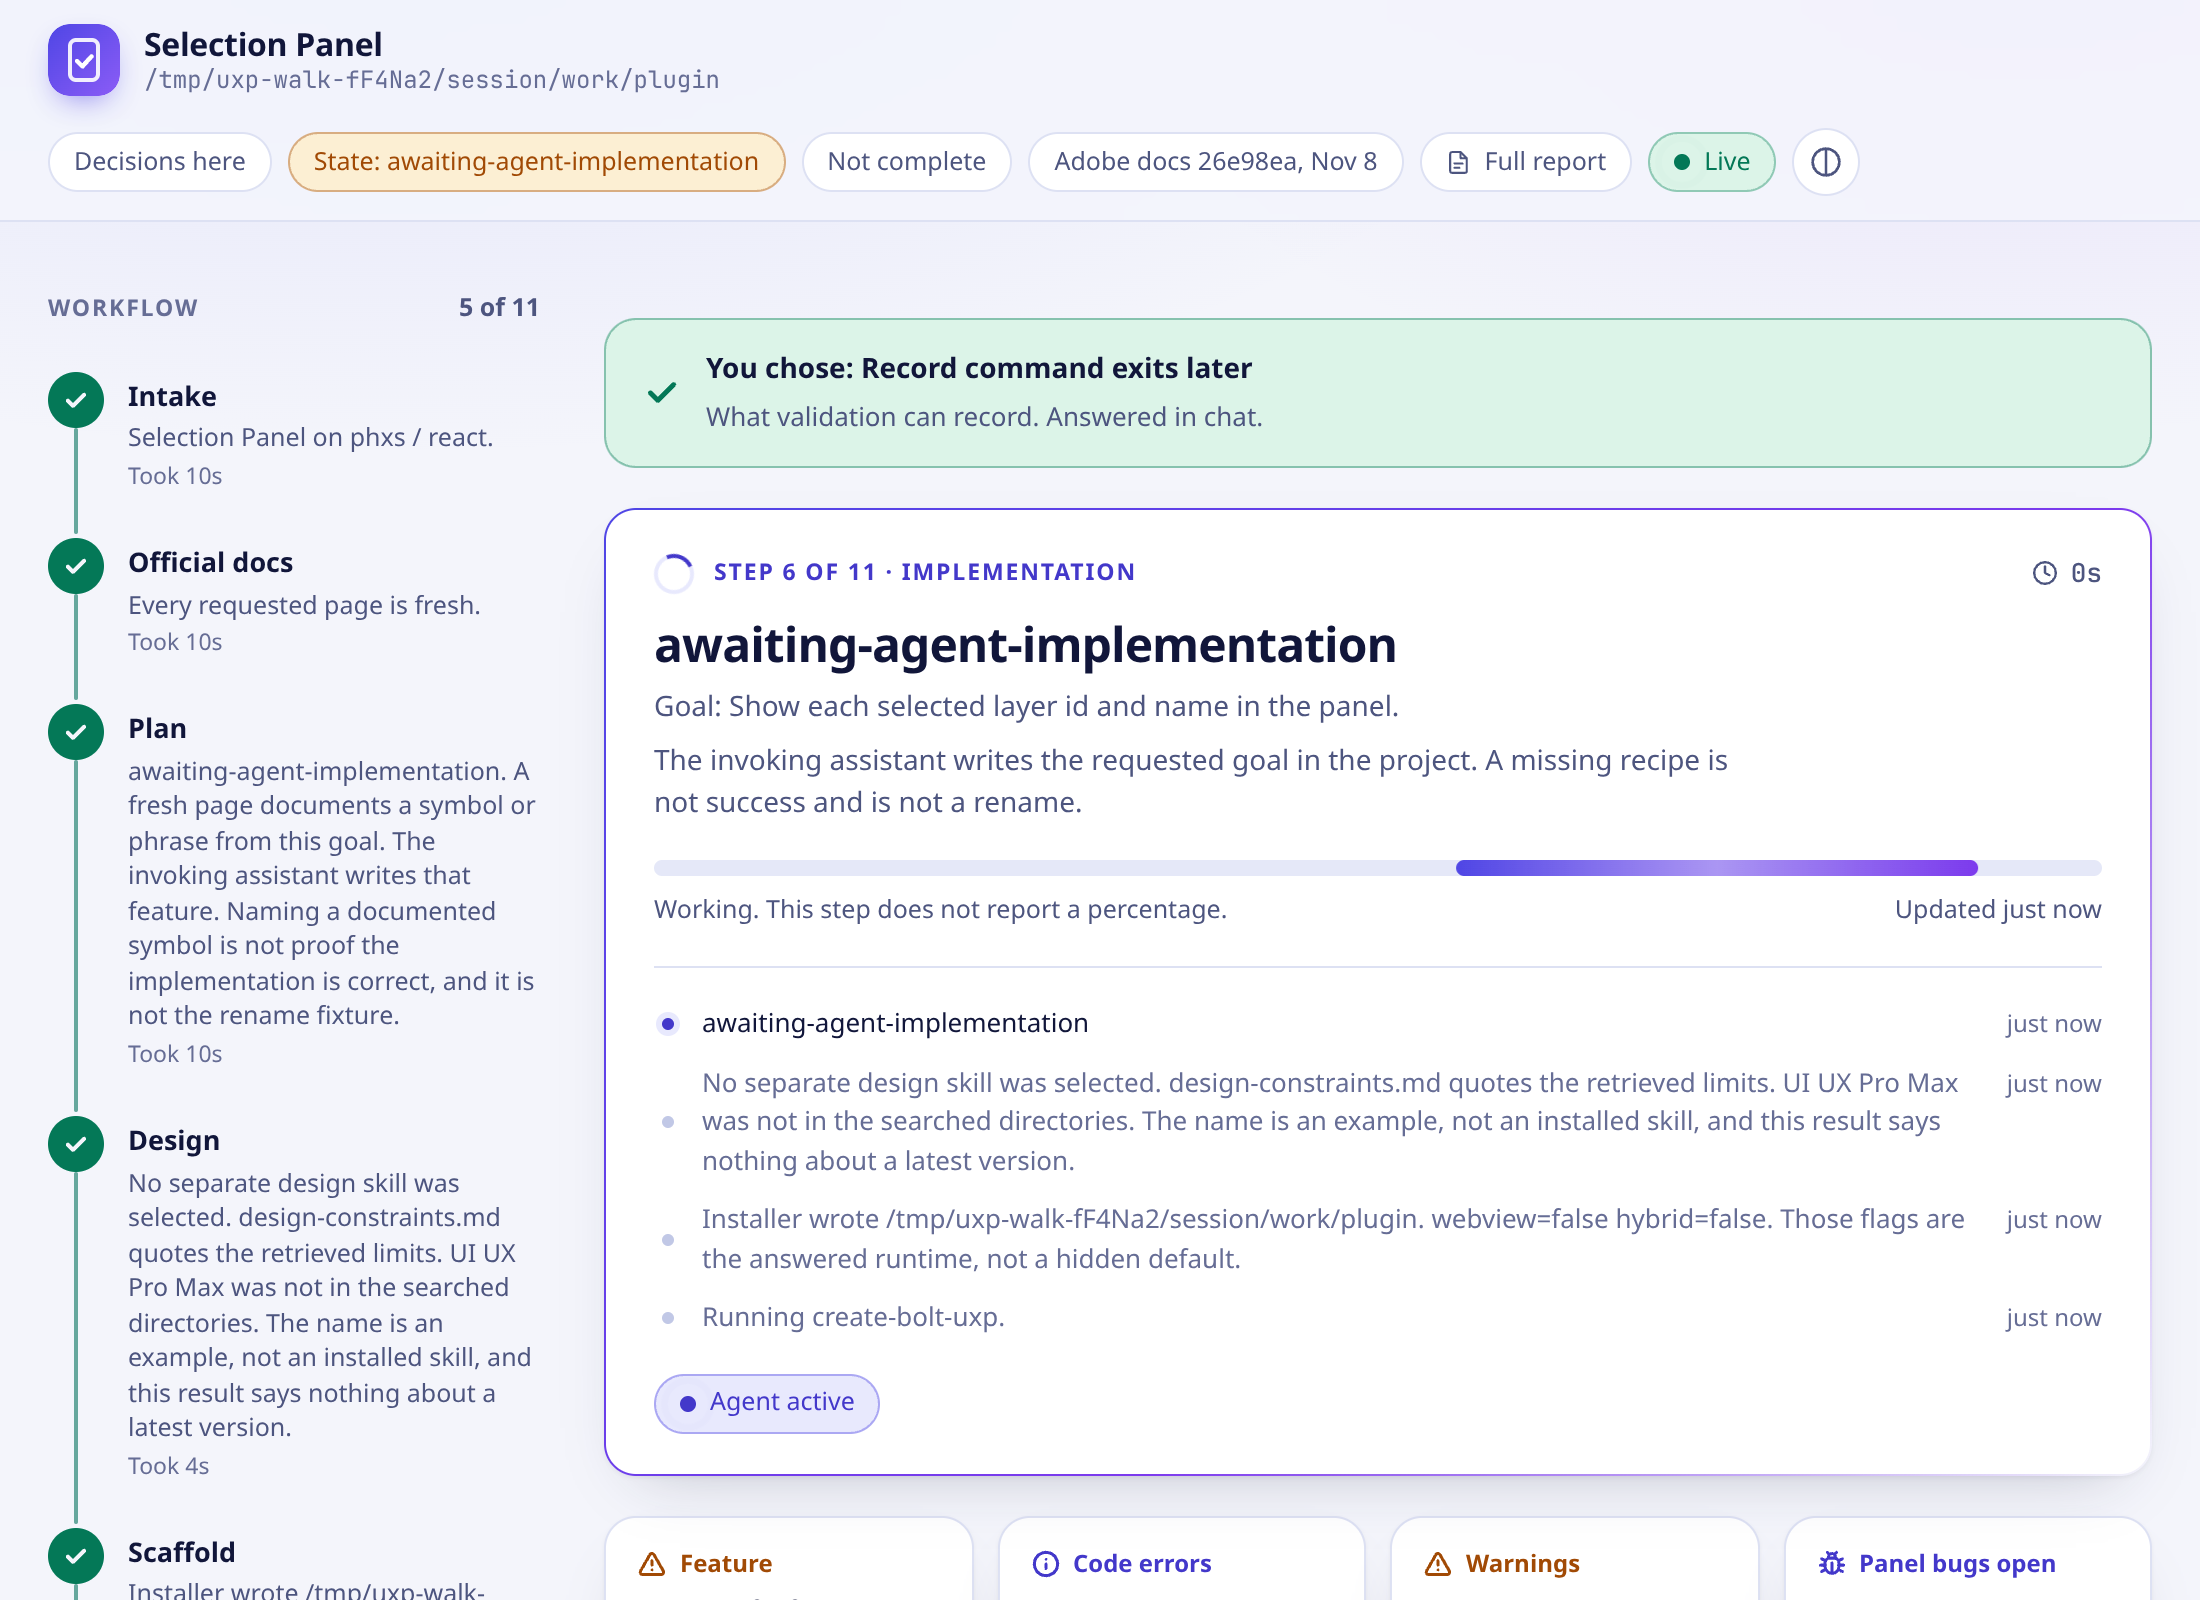 Selection Panel
/tmp/uxp-walk-fF4Na2/session/work/plugin
Decisions here
State: awaiting-agent-implementation
Not complete
Adobe docs 26e98ea, Nov 8
Full report
Live
WORKFLOW
5 of 11
Intake
Selection Panel on phxs / react.
Took 10s
Official docs
Every requested page is fresh.
Took 10s
Plan
awaiting-agent-implementation. A
fresh page documents a symbol or
phrase from this goal. The
invoking assistant writes that
feature. Naming a documented
symbol is not proof the
implementation is correct, and it is
not the rename fixture.
Took 10s
Design
No separate design skill was
selected. design-constraints.md
quotes the retrieved limits. UI UX
Pro Max was not in the searched
directories. The name is an
example, not an installed skill, and
this result says nothing about a
latest version.
Took 4s
Scaffold
Installer wrote /tmp/uxp-walk-
You chose: Record command exits later
What validation can record. Answered in chat.
STEP 6 OF 11 · IMPLEMENTATION
0s
awaiting-agent-implementation
Goal: Show each selected layer id and name in the panel.
The invoking assistant writes the requested goal in the project. A missing recipe is
not success and is not a rename.
Working. This step does not report a percentage.
Updated just now
awaiting-agent-implementation
just now
No separate design skill was selected. design-constraints.md quotes the retrieved limits. UI UX Pro Max
was not in the searched directories. The name is an example, not an installed skill, and this result says
nothing about a latest version.
just now
Installer wrote /tmp/uxp-walk-fF4Na2/session/work/plugin. webview=false hybrid=false. Those flags are
the answered runtime, not a hidden default.
just now
Running create-bolt-uxp.
just now
Agent active
Feature
Code errors
Warnings
Panel bugs open